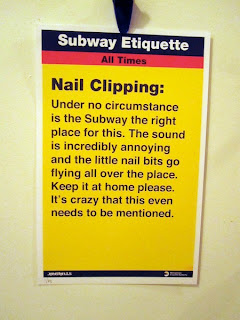 Subway Etiquette
All Times
Nail Clipping:
Under no circumstance
is the Subway the right
place for this. The sound
is incredibly annoying
and the little nail bits go
flying all over the place.
Keep it at home please.
It's crazy that this even
needs to be mentioned.